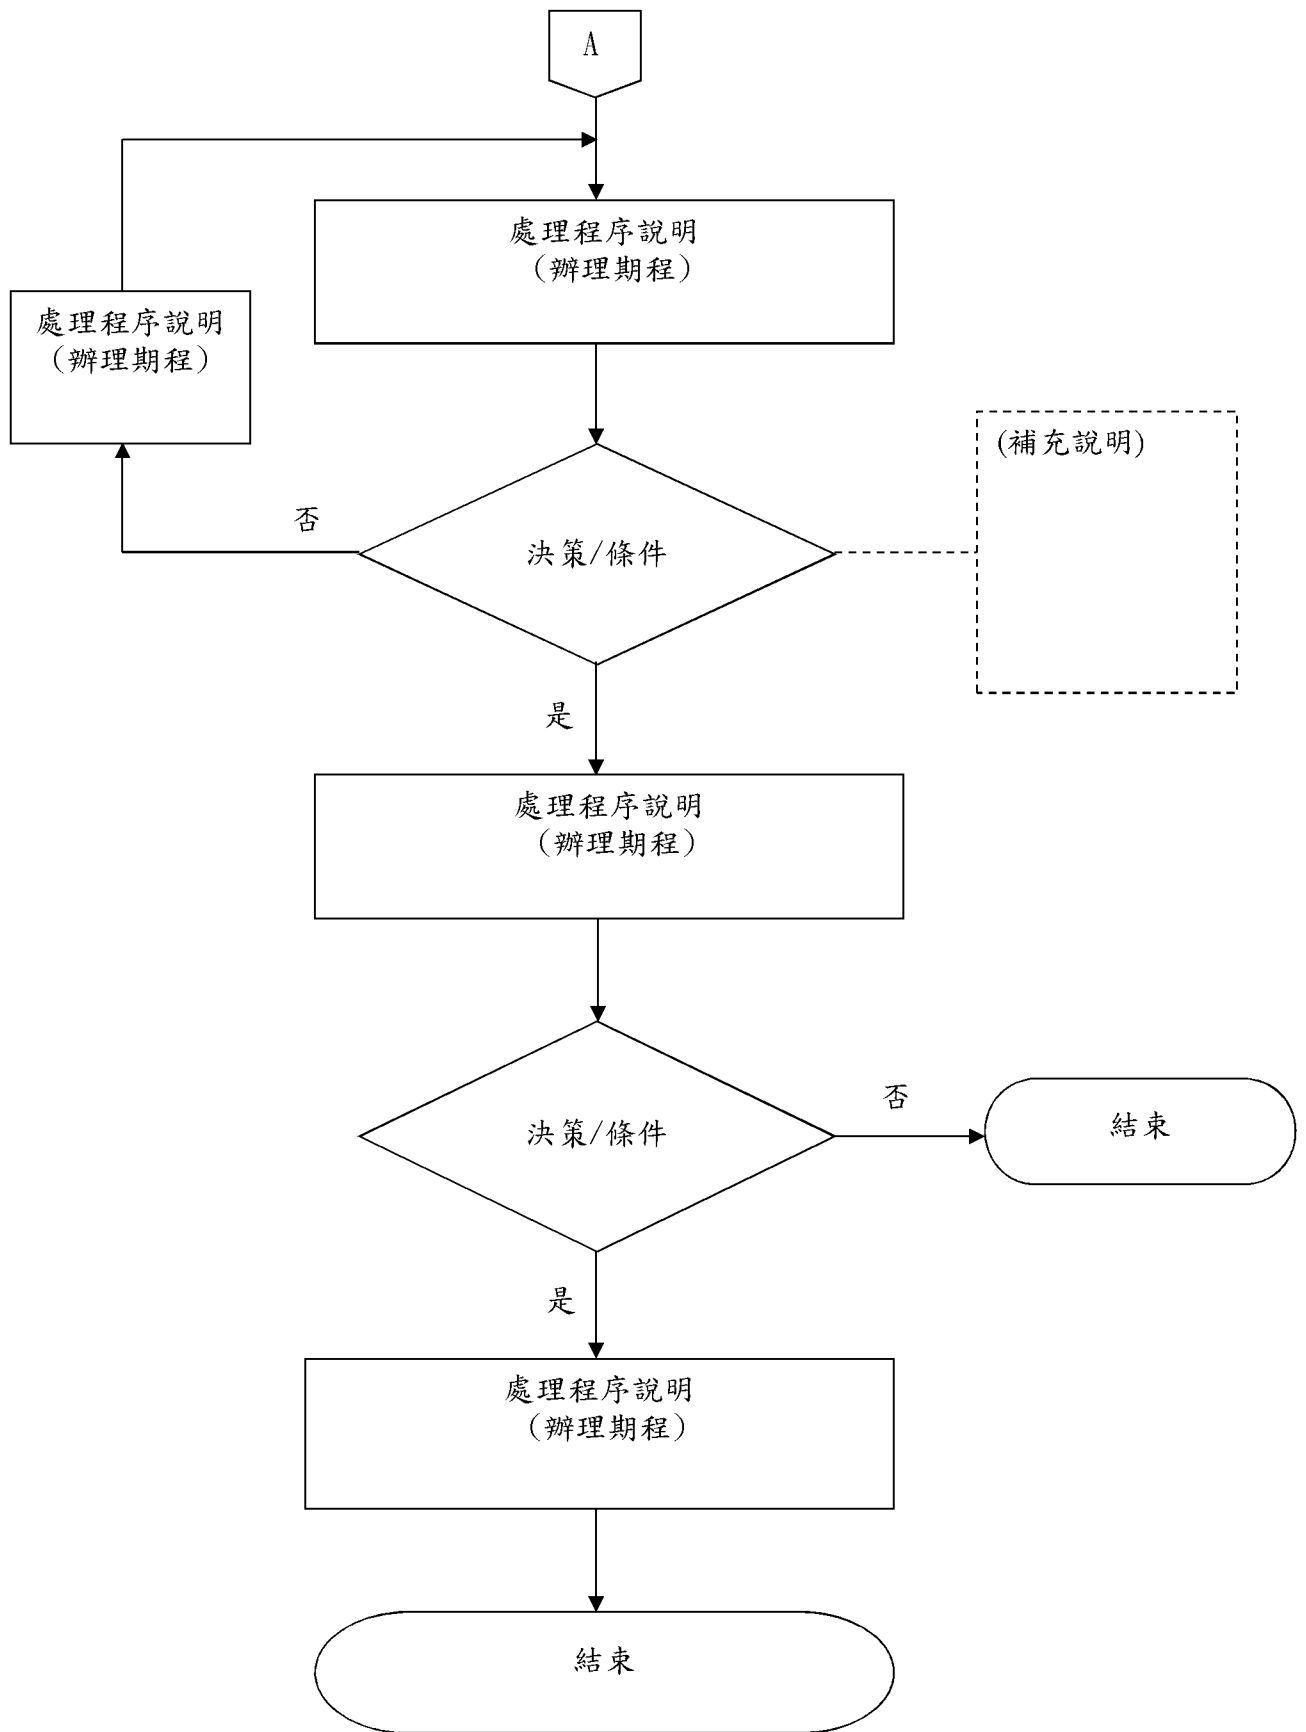 A
處理程序說明
（辦理期程）
處理程序說明
（辦理期程）
(補充說明)
否
決策/條件
是
處理程序說明
（辦理期程）
否
決策/條件
結束
是
處理程序說明
（辦理期程）
結束